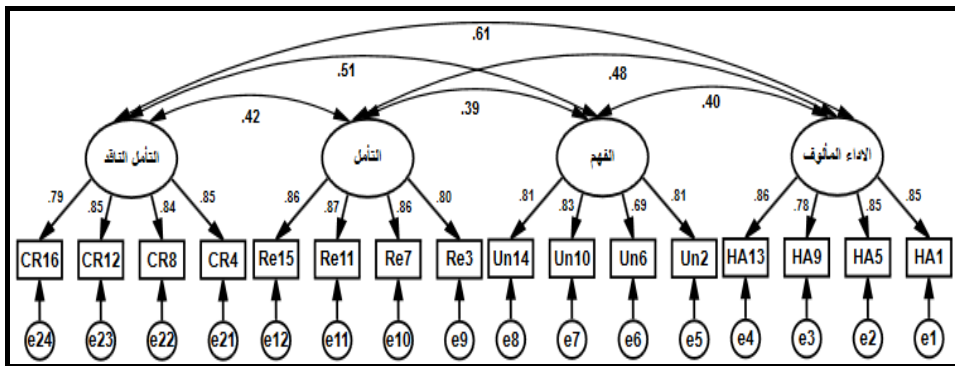 .61
.51
.48
.42
.39
.40
التأمل الناقد
التأمل
الفهم
الاداء المألوف
.79 .85 .84 .85 .86 .87 .86 .80 .81 .83 .69 .81 .86 .78 .85 .85
CR16 CR12 CR8 CR4 Re15 Re11 Re7 Re3 Un14 Un10 Un6 Un2 HA13 HA9 HA5 HA1
e24 e23 e22 e21 e12 e11 e10 e9 e8 e7 e6 e5 e4 e3 e2 e1